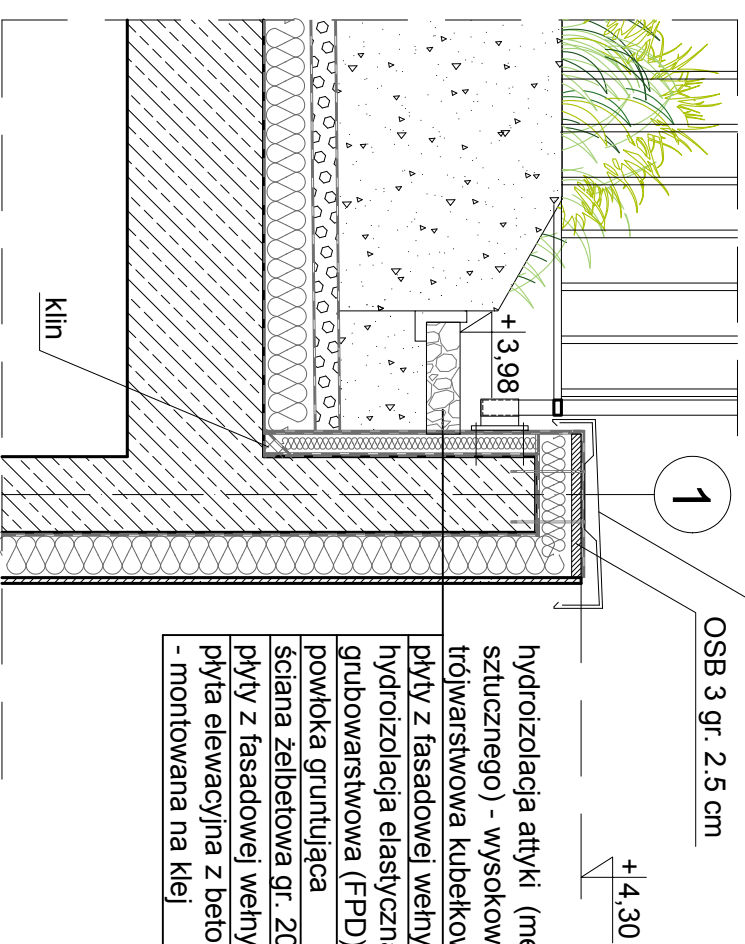 klin
+ 3,98
1
OSB 3 gr. 2.5 cm
+ 4,30
hydroizolacja attyki (me
sztucznego) - wysokow
trójwarstwowa kubełkow
płyty z fasadowej wełny
hydroizolacja elastyczna
grubowarstwowa (FPD)
powłoka gruntująca
ściana żelbetowa gr. 20
płyty z fasadowej wełny
płyta elewacyjna z beto
- montowana na klej